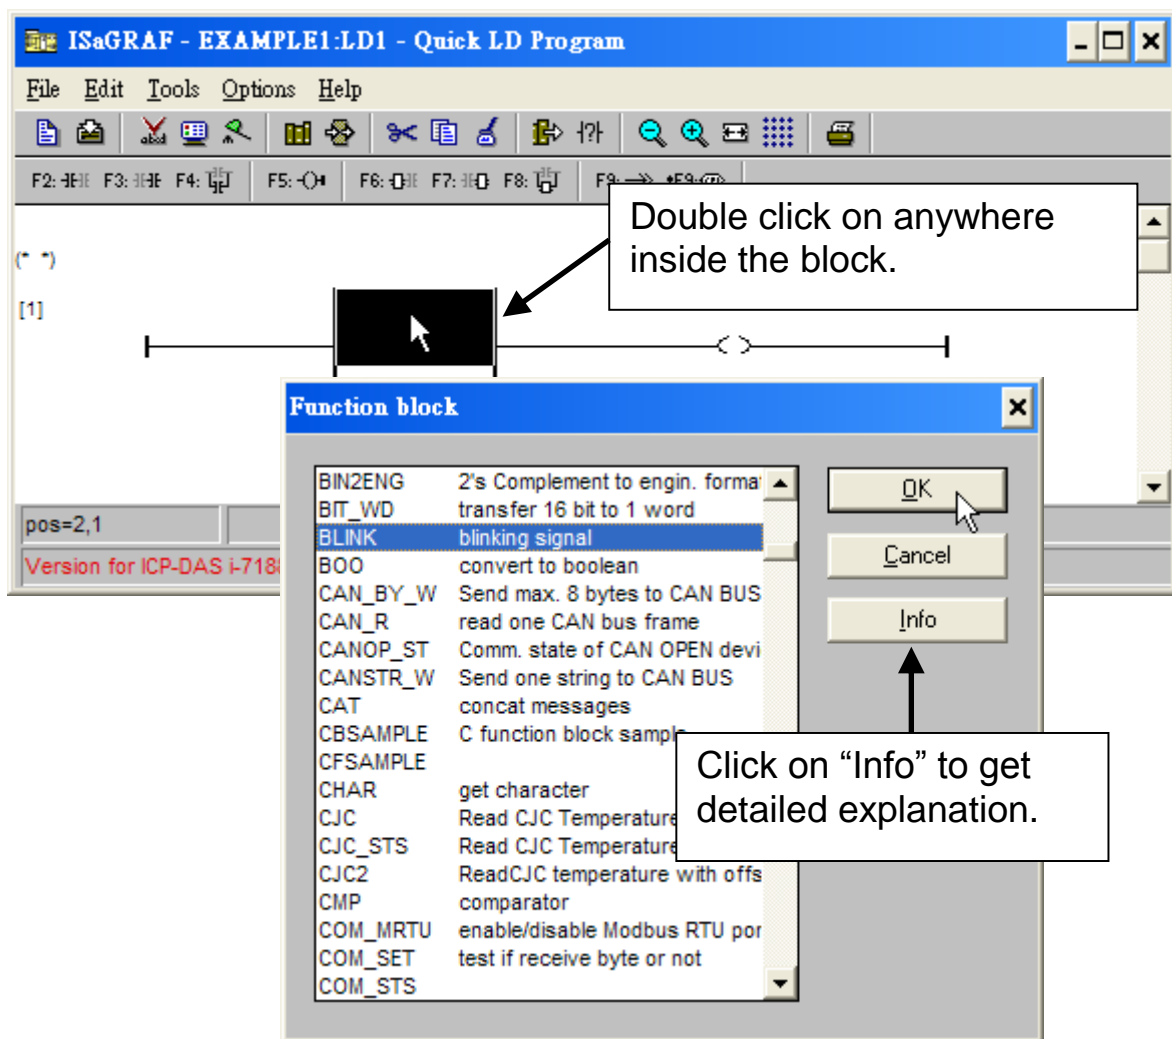 ISaGRAF - EXAMPLE1:LD1 - Quick LD Program
File Edit Tools Options Help
F2: F3: F4: F5: F6: F7: F8: F9: F9:
Double click on anywhere
inside the block.
(* *)
[1]
Function block
BIN2ENG 2's Complement to engin. format
BIT_WD transfer 16 bit to 1 word
BLINK blinking signal
BOO convert to boolean
CAN_BY_W Send max. 8 bytes to CAN BUS
CAN_R read one CAN bus frame
CANOP_ST Comm. state of CAN OPEN devi
CANSTR_W Send one string to CAN BUS
CAT concat messages
CBSAMPLE C function block sample
CFSAMPLE
CHAR get character
CJC Read CJC Temperature
CJC_STS Read CJC Temperature
CJC2 ReadCJC temperature with offs
CMP comparator
COM_MRTU enable/disable Modbus RTU por
COM_SET test if receive byte or not
COM_STS
OK
Cancel
Info
Click on “Info” to get
detailed explanation.
pos=2,1
Version for ICP-DAS i-7188